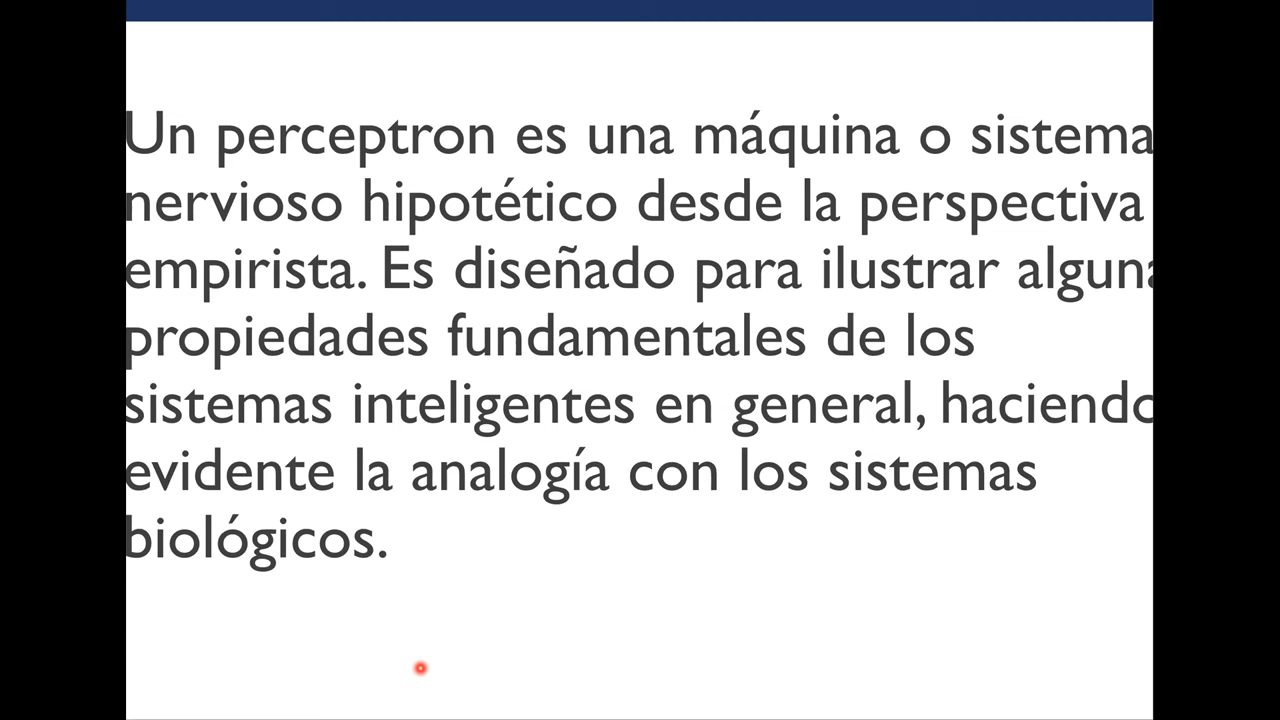 Un perceptron es una máquina o sistema
nervioso hipotético desde la perspectiva
empirista. Es diseñado para ilustrar alguna
propiedades fundamentales de los
sistemas inteligentes en general, haciendo
evidente la analogía con los sistemas
biológicos.